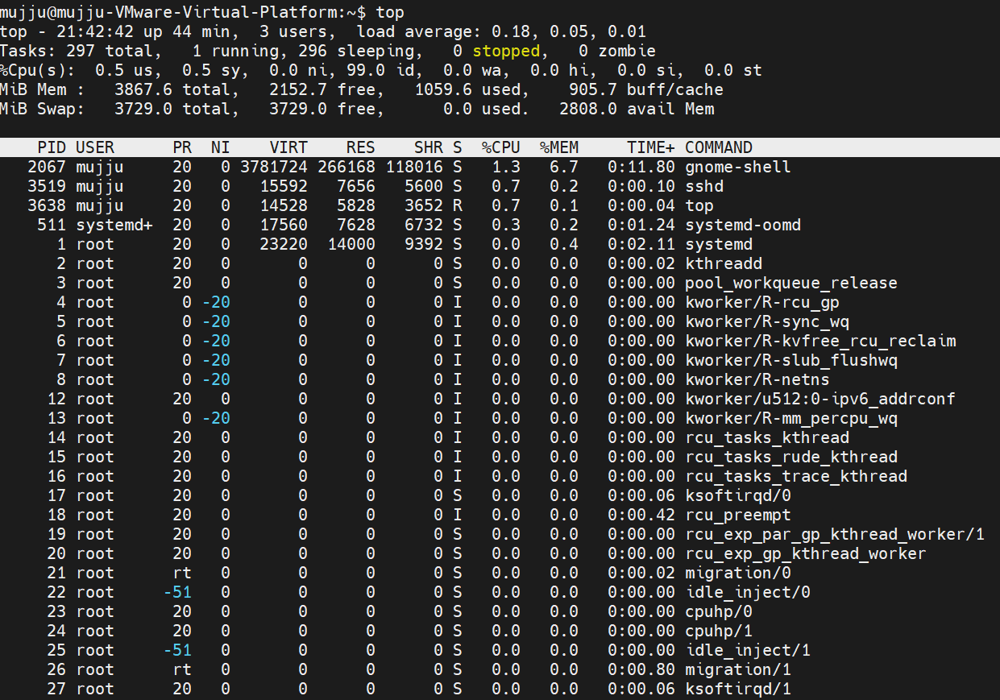 mujju@mujju-VMware-Virtual-Platform:~$ top
top - 21:42:42 up 44 min,  3 users,  load average: 0.18, 0.05, 0.01
Tasks: 297 total,   1 running, 296 sleeping,   0 stopped,   0 zombie
%Cpu(s):  0.5 us,  0.5 sy,  0.0 ni, 99.0 id,  0.0 wa,  0.0 hi,  0.0 si,  0.0 st
MiB Mem :   3867.6 total,   2152.7 free,   1059.6 used,    905.7 buff/cache
MiB Swap:   3729.0 total,   3729.0 free,      0.0 used.   2808.0 avail Mem
PID USER      PR  NI    VIRT    RES    SHR S  %CPU  %MEM     TIME+ COMMAND
2067 mujju     20   0 3781724 266168 118016 S   1.3   6.7   0:11.80 gnome-shell
3519 mujju     20   0   15592   7656   5600 S   0.7   0.2   0:00.10 sshd
3638 mujju     20   0   14528   5828   3652 R   0.7   0.1   0:00.04 top
511 systemd+  20   0   17560   7628   6732 S   0.3   0.2   0:01.24 systemd-oomd
1 root      20   0   23220  14000   9392 S   0.0   0.4   0:02.11 systemd
2 root      20   0       0      0      0 S   0.0   0.0   0:00.02 kthreadd
3 root      20   0       0      0      0 S   0.0   0.0   0:00.00 pool_workqueue_release
4 root       0 -20       0      0      0 I   0.0   0.0   0:00.00 kworker/R-rcu_gp
5 root       0 -20       0      0      0 I   0.0   0.0   0:00.00 kworker/R-sync_wq
6 root       0 -20       0      0      0 I   0.0   0.0   0:00.00 kworker/R-kvfree_rcu_reclaim
7 root       0 -20       0      0      0 I   0.0   0.0   0:00.00 kworker/R-slub_flushwq
8 root       0 -20       0      0      0 I   0.0   0.0   0:00.00 kworker/R-netns
12 root      20   0       0      0      0 I   0.0   0.0   0:00.00 kworker/u512:0-ipv6_addrconf
13 root       0 -20       0      0      0 I   0.0   0.0   0:00.00 kworker/R-mm_percpu_wq
14 root      20   0       0      0      0 I   0.0   0.0   0:00.00 rcu_tasks_kthread
15 root      20   0       0      0      0 I   0.0   0.0   0:00.00 rcu_tasks_rude_kthread
16 root      20   0       0      0      0 I   0.0   0.0   0:00.00 rcu_tasks_trace_kthread
17 root      20   0       0      0      0 S   0.0   0.0   0:00.06 ksoftirqd/0
18 root      20   0       0      0      0 I   0.0   0.0   0:00.42 rcu_preempt
19 root      20   0       0      0      0 S   0.0   0.0   0:00.00 rcu_exp_par_gp_kthread_worker/1
20 root      20   0       0      0      0 S   0.0   0.0   0:00.00 rcu_exp_gp_kthread_worker
21 root      rt   0       0      0      0 S   0.0   0.0   0:00.02 migration/0
22 root     -51   0       0      0      0 S   0.0   0.0   0:00.00 idle_inject/0
23 root      20   0       0      0      0 S   0.0   0.0   0:00.00 cpuhp/0
24 root      20   0       0      0      0 S   0.0   0.0   0:00.00 cpuhp/1
25 root     -51   0       0      0      0 S   0.0   0.0   0:00.00 idle_inject/1
26 root      rt   0       0      0      0 S   0.0   0.0   0:00.80 migration/1
27 root      20   0       0      0      0 S   0.0   0.0   0:00.06 ksoftirqd/1